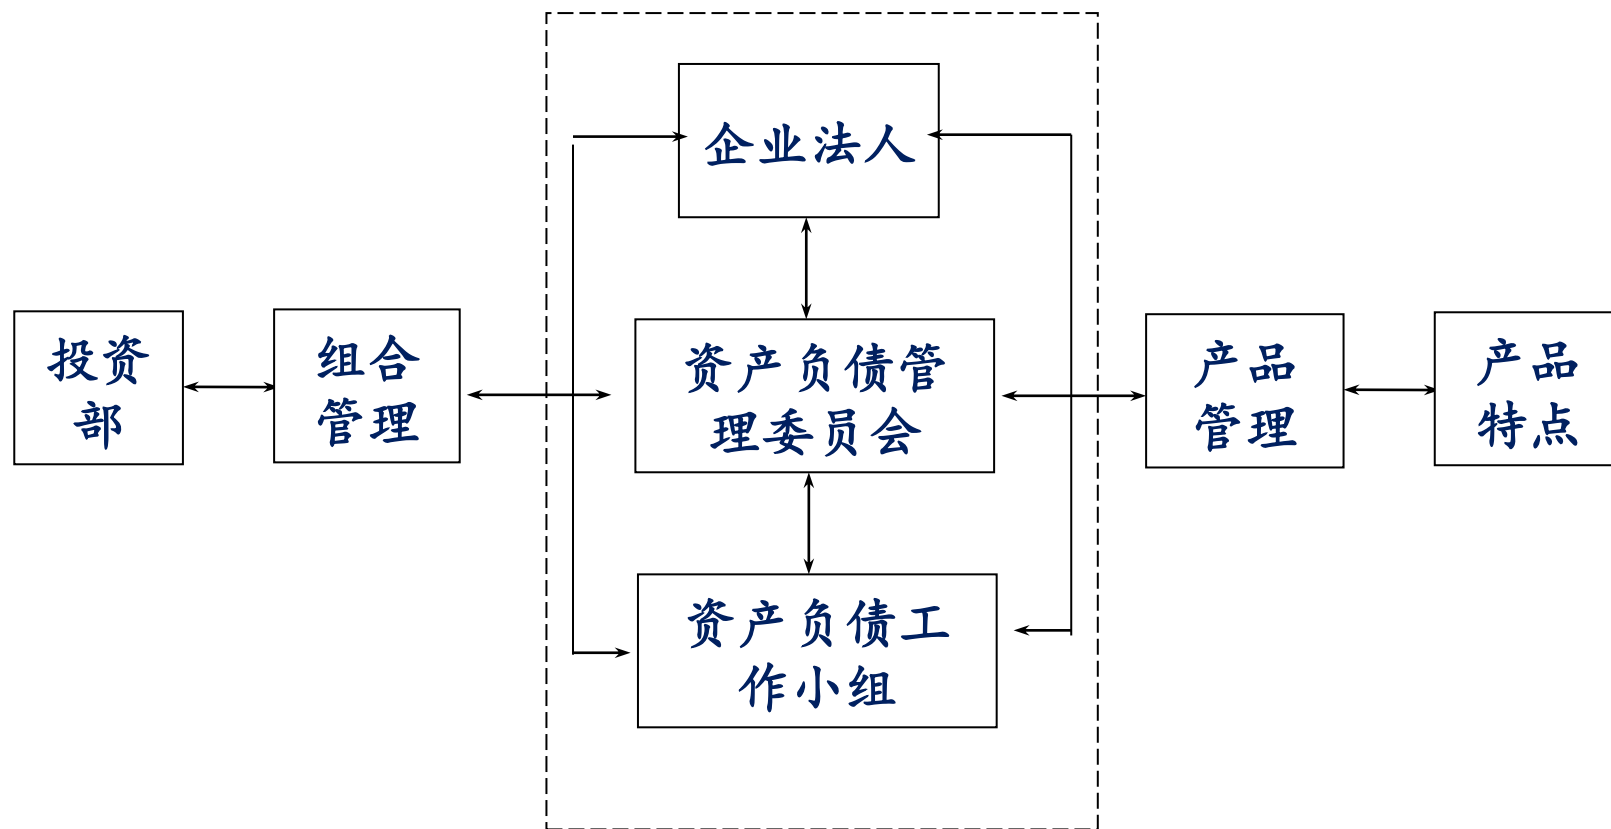 企业法人
投资
部
组合
管理
资产负债管
理委员会
产品
管理
产品
特点
资产负债工
作小组